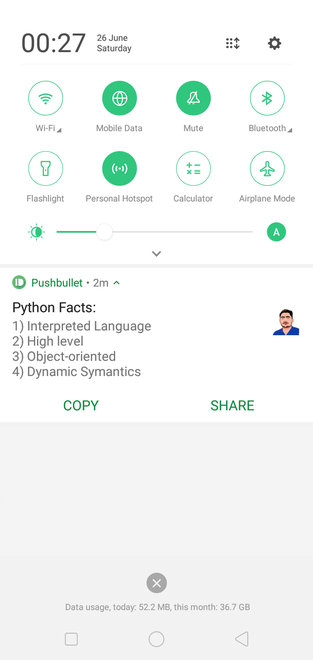 00:27
26 June
Saturday
Wi-Fi
Mobile Data
Mute
Bluetooth
Flashlight
Personal Hotspot
Calculator
Airplane Mode
A
Pushbullet • 2m
Python Facts:
1) Interpreted Language
2) High level
3) Object-oriented
4) Dynamic Symantics
COPY
SHARE
Data usage, today: 52.2 MB, this month: 36.7 GB